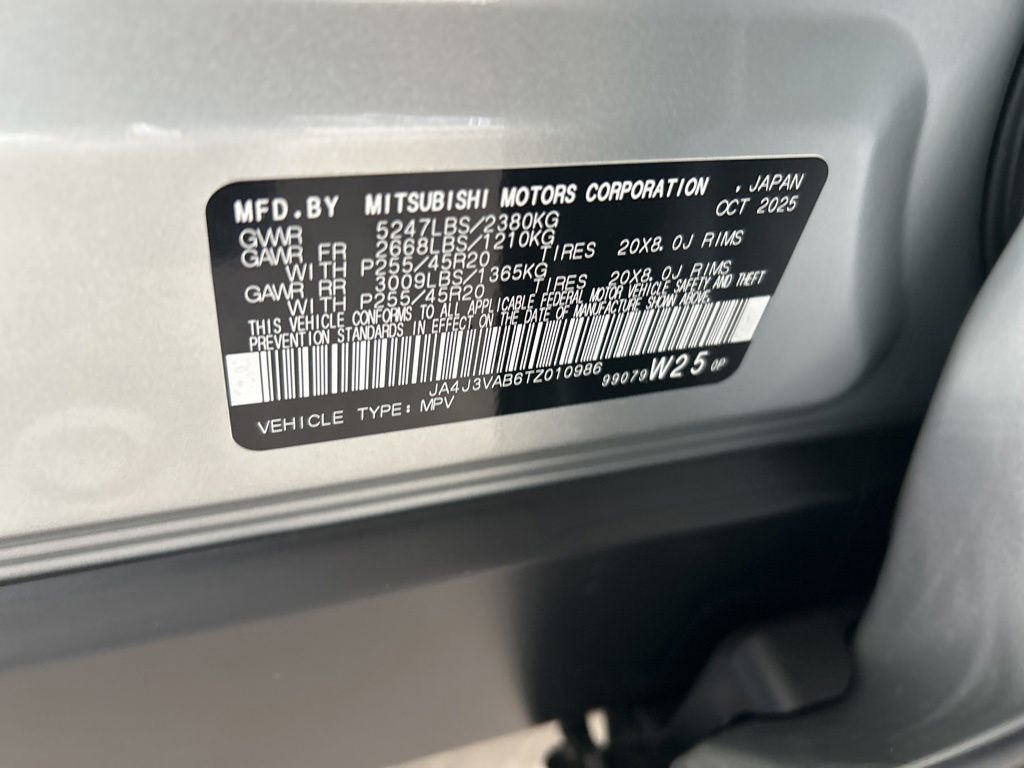 MFD.BY MITSUBISHI MOTORS CORPORATION , JAPAN
GVWR 5247LBS/2380KG OCT 2025
GAWR FR 2668LBS/1210KG
WITH P255/45R20 TIRES 20X8.0J RIMS
GAWR RR 3009LBS/1365KG
WITH P255/45R20 TIRES 20X8.0J RIMS
THIS VEHICLE CONFORMS TO ALL APPLICABLE FEDERAL MOTOR VEHICLE SAFETY AND THEFT
PREVENTION STANDARDS IN EFFECT ON THE DATE OF MANUFACTURE SHOWN ABOVE.
JA4J3VAB6TZ010986
VEHICLE TYPE: MPV 99079 W25 0P